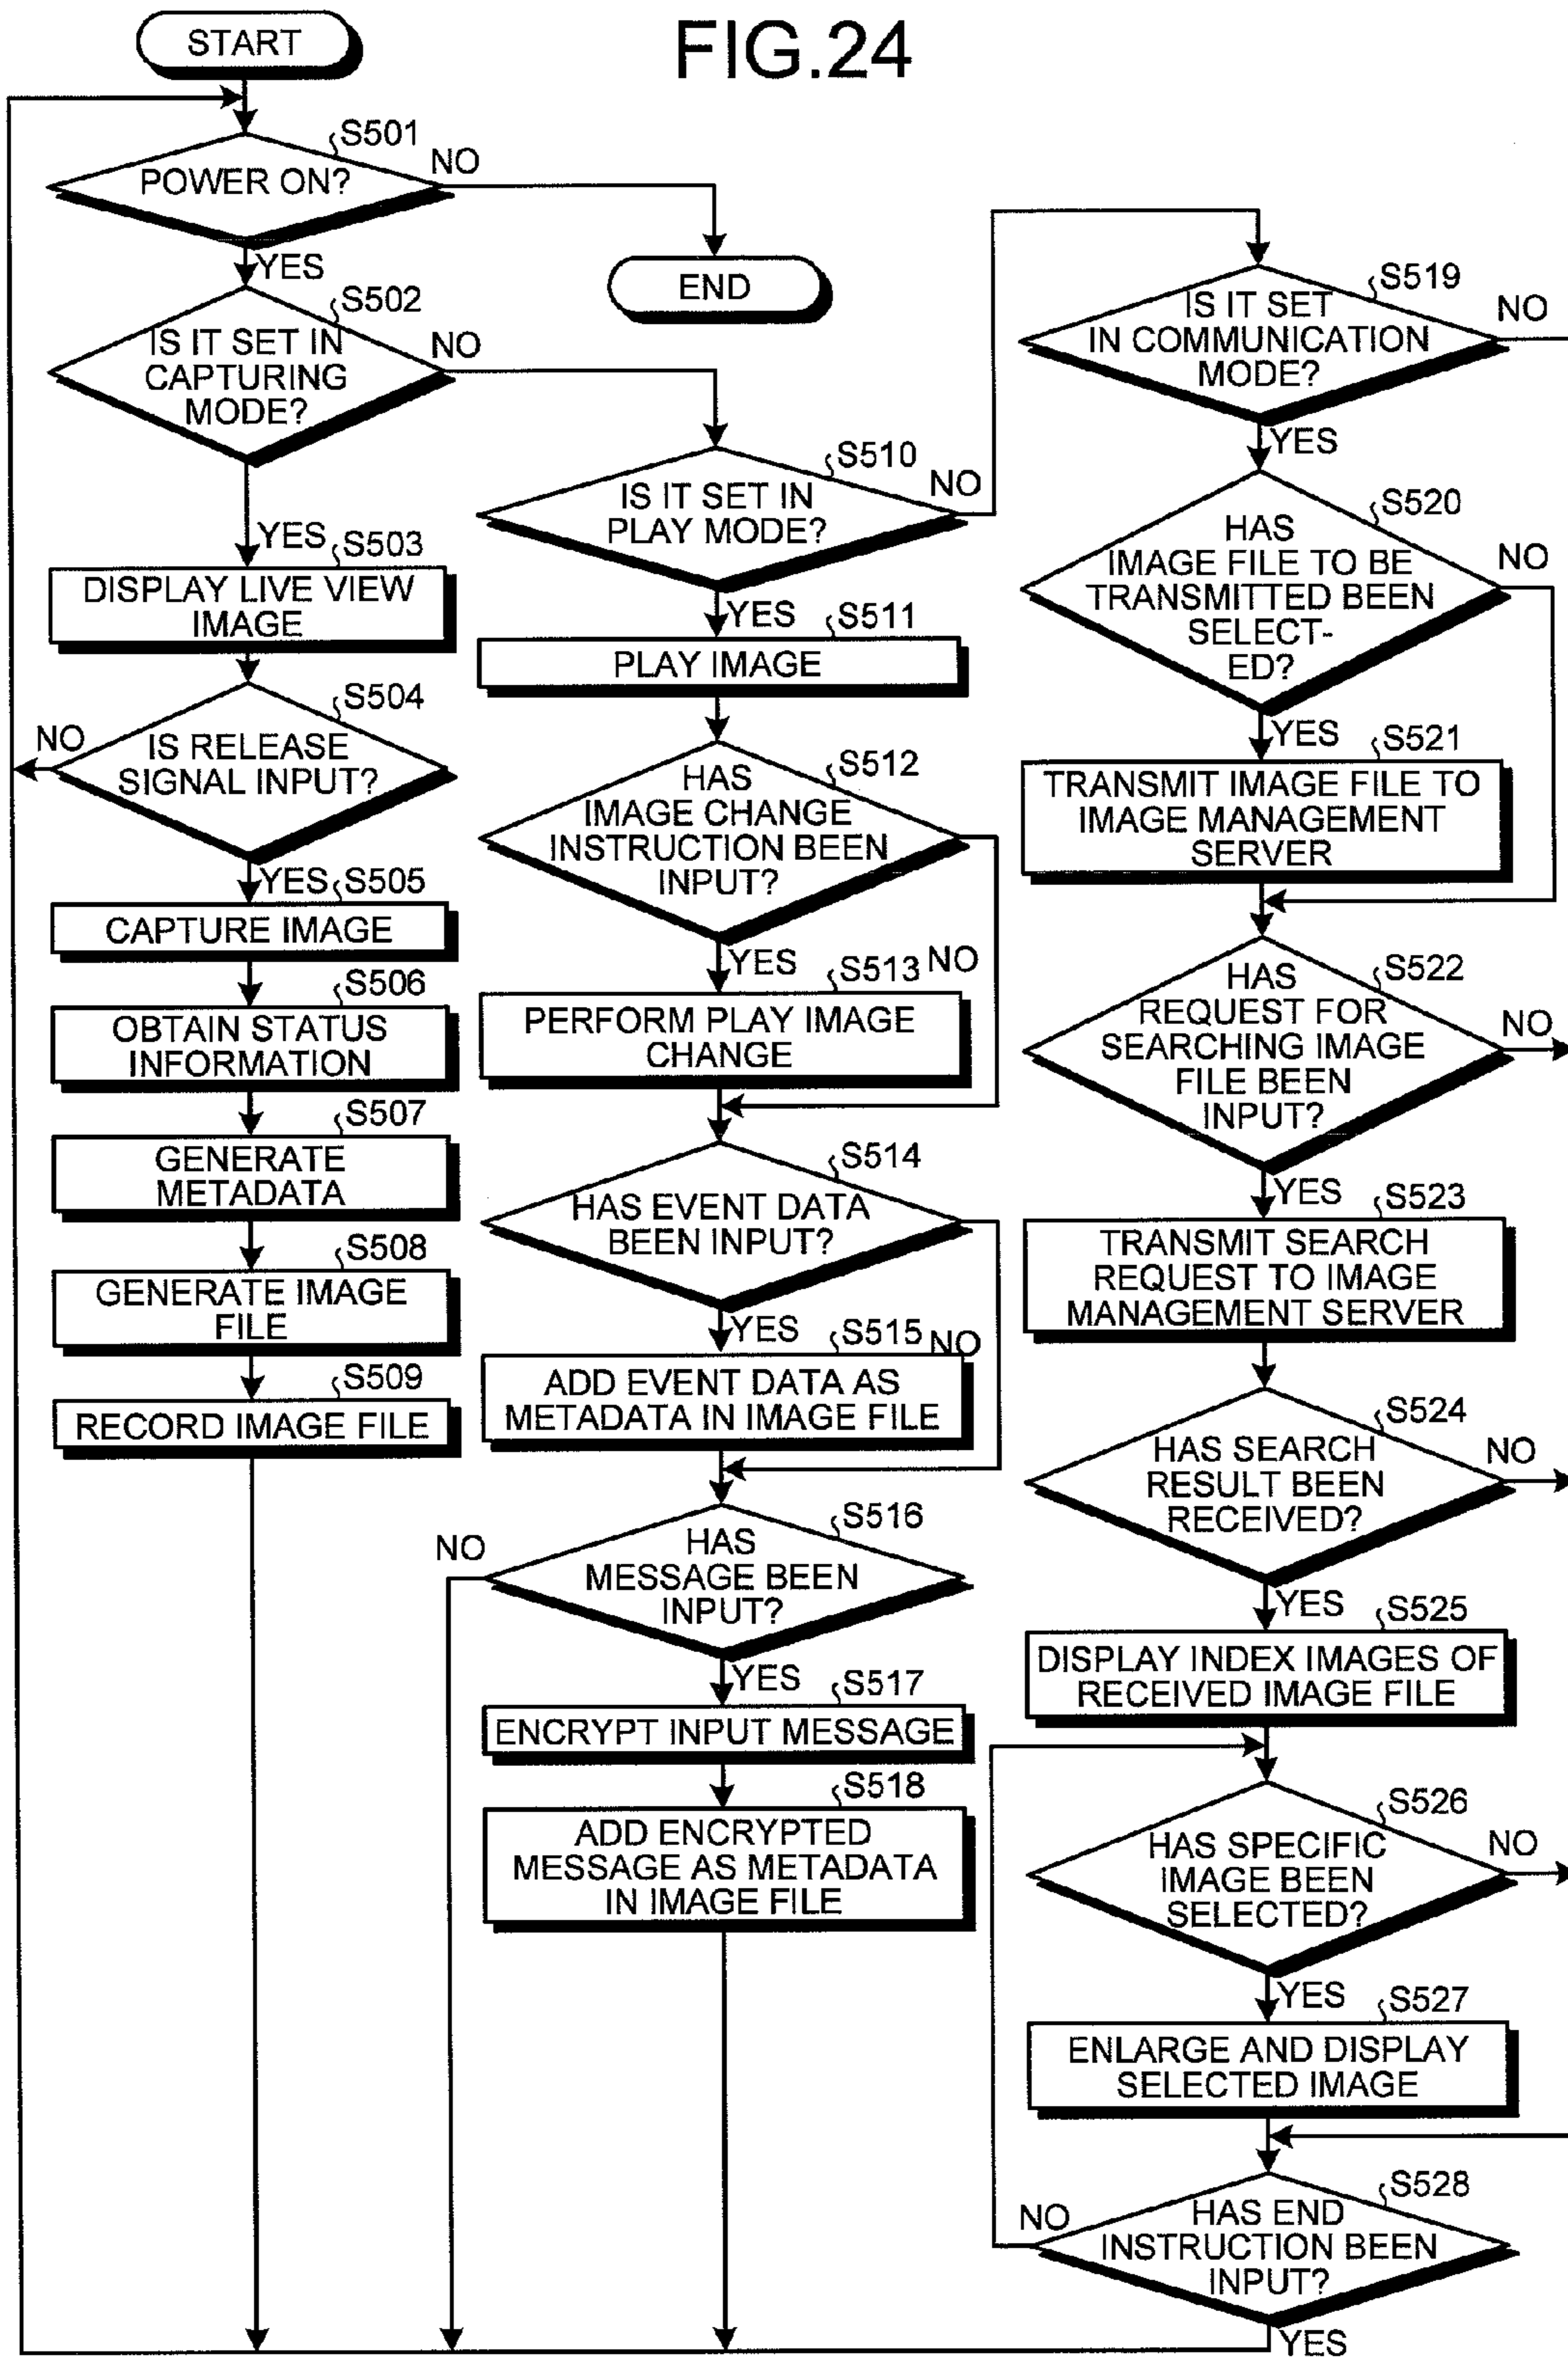 FIG.24
START
S501
POWER ON?
NO
YES
END
S502
IS IT SET IN
CAPTURING
MODE?
NO
YES
S503
DISPLAY LIVE VIEW
IMAGE
S504
IS RELEASE
SIGNAL INPUT?
NO
YES
S505
CAPTURE IMAGE
S506
OBTAIN STATUS
INFORMATION
S507
GENERATE
METADATA
S508
GENERATE IMAGE
FILE
S509
RECORD IMAGE FILE
S510
IS IT SET IN
PLAY MODE?
NO
YES
S511
PLAY IMAGE
S512
HAS
IMAGE CHANGE
INSTRUCTION BEEN
INPUT?
YES
NO
S513
PERFORM PLAY IMAGE
CHANGE
S514
HAS EVENT DATA
BEEN INPUT?
YES
NO
S515
ADD EVENT DATA AS
METADATA IN IMAGE FILE
S516
HAS
MESSAGE BEEN
INPUT?
NO
YES
S517
ENCRYPT INPUT MESSAGE
S518
ADD ENCRYPTED
MESSAGE AS METADATA
IN IMAGE FILE
S519
IS IT SET
IN COMMUNICATION
MODE?
NO
YES
S520
HAS
IMAGE FILE TO BE
TRANSMITTED BEEN
SELECT-
ED?
NO
YES
S521
TRANSMIT IMAGE FILE TO
IMAGE MANAGEMENT
SERVER
S522
HAS
REQUEST FOR
SEARCHING IMAGE
FILE BEEN
INPUT?
NO
YES
S523
TRANSMIT SEARCH
REQUEST TO IMAGE
MANAGEMENT SERVER
S524
HAS SEARCH
RESULT BEEN
RECEIVED?
NO
YES
S525
DISPLAY INDEX IMAGES OF
RECEIVED IMAGE FILE
S526
HAS SPECIFIC
IMAGE BEEN
SELECTED?
NO
YES
S527
ENLARGE AND DISPLAY
SELECTED IMAGE
S528
HAS END
INSTRUCTION BEEN
INPUT?
NO
YES